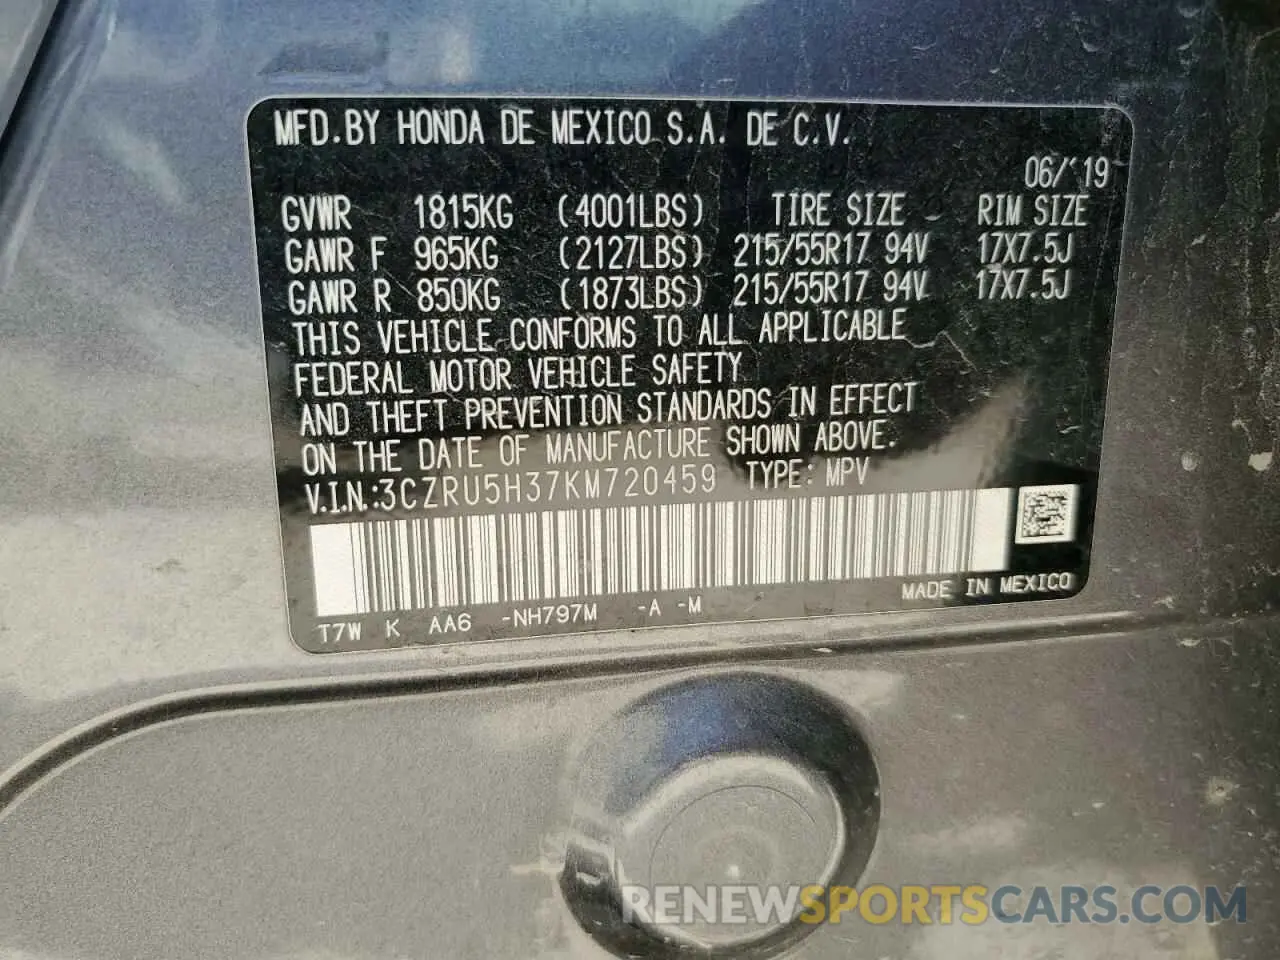 MFD.BY HONDA DE MEXICO S.A. DE C.V.
06/'19
GVWR 1815KG (4001LBS) TIRE SIZE RIM SIZE
GAWR F 965KG (2127LBS) 215/55R17 94V 17X7.5J
GAWR R 850KG (1873LBS) 215/55R17 94V 17X7.5J
THIS VEHICLE CONFORMS TO ALL APPLICABLE
FEDERAL MOTOR VEHICLE SAFETY
AND THEFT PREVENTION STANDARDS IN EFFECT
ON THE DATE OF MANUFACTURE SHOWN ABOVE.
V.I.N.:3CZRU5H37KM720459 TYPE: MPV
MADE IN MEXICO
T7W K AA6 -NH797M -A -M
RENEWSPORTSCARS.COM